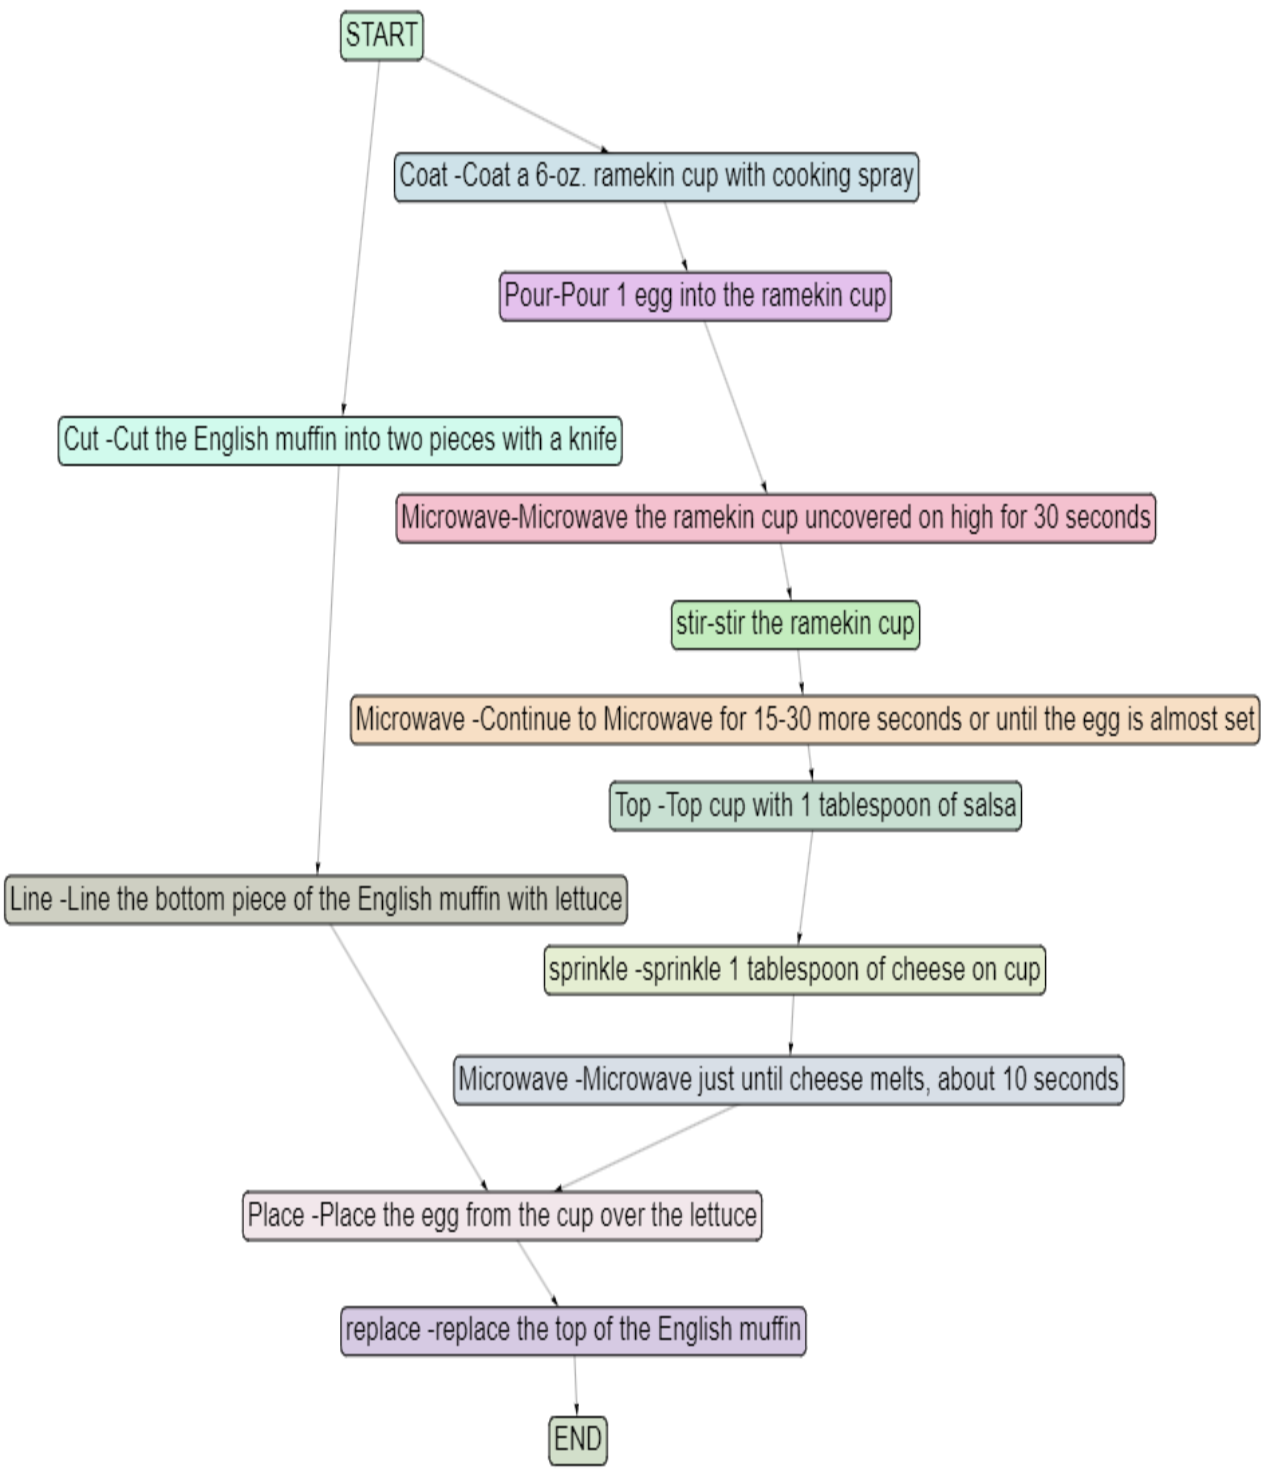 START
Coat -Coat a 6-oz. ramekin cup with cooking spray
Pour-Pour 1 egg into the ramekin cup
Cut -Cut the English muffin into two pieces with a knife
Microwave-Microwave the ramekin cup uncovered on high for 30 seconds
stir-stir the ramekin cup
Microwave -Continue to Microwave for 15-30 more seconds or until the egg is almost set
Top -Top cup with 1 tablespoon of salsa
Line -Line the bottom piece of the English muffin with lettuce
sprinkle -sprinkle 1 tablespoon of cheese on cup
Microwave -Microwave just until cheese melts, about 10 seconds
Place -Place the egg from the cup over the lettuce
replace -replace the top of the English muffin
END